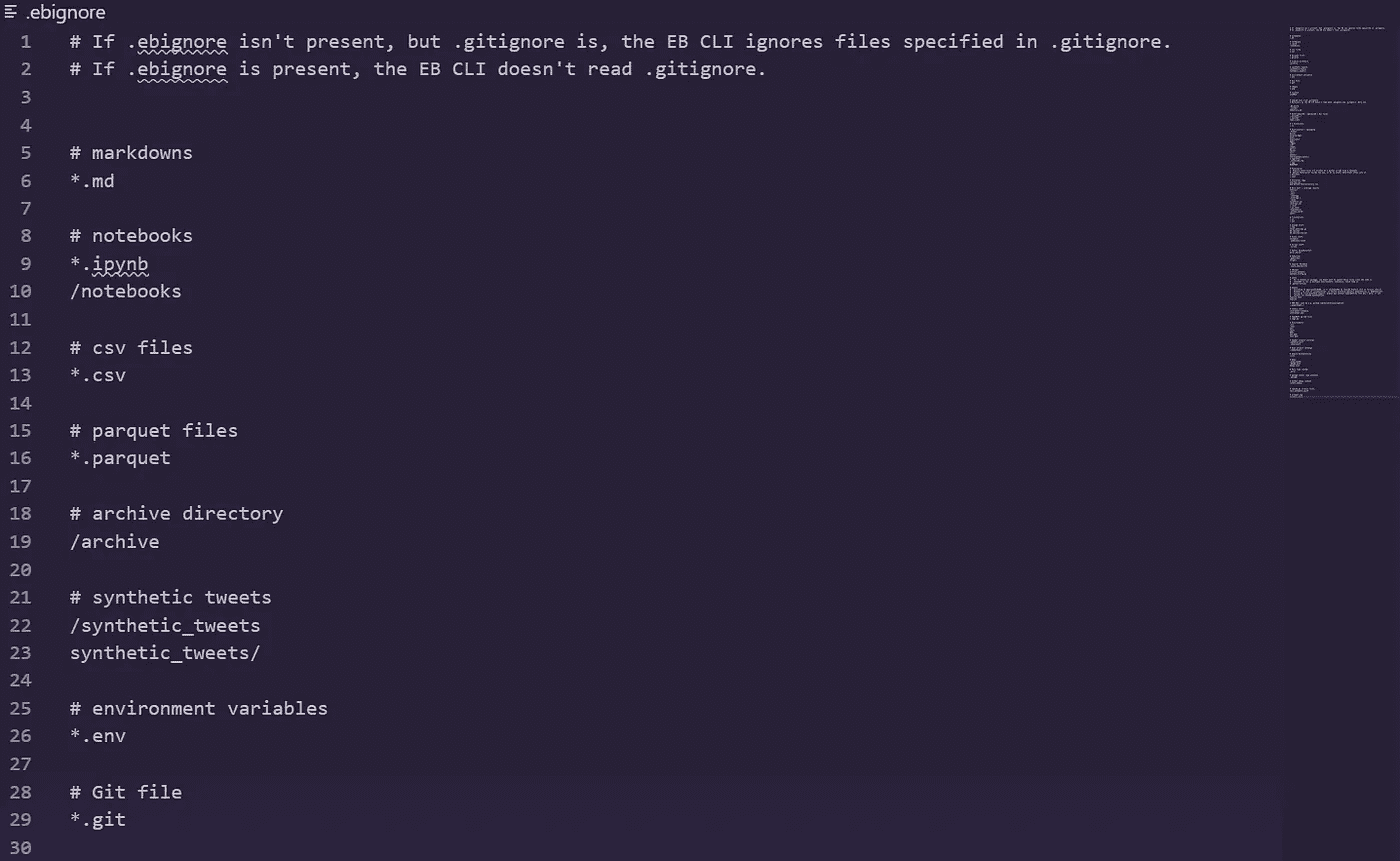 .ebignore
1 # If .ebignore isn't present, but .gitignore is, the EB CLI ignores files specified in .gitignore.
2 # If .ebignore is present, the EB CLI doesn't read .gitignore.
3
4
5 # markdowns
6 *.md
7
8 # notebooks
9 *.ipynb
10 /notebooks
11
12 # csv files
13 *.csv
14
15 # parquet files
16 *.parquet
17
18 # archive directory
19 /archive
20
21 # synthetic tweets
22 /synthetic_tweets
23 synthetic_tweets/
24
25 # environment variables
26 *.env
27
28 # Git file
29 *.git
30